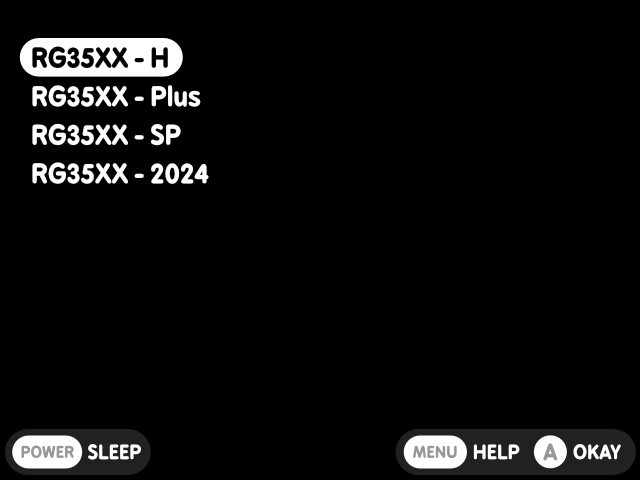 RG35XX - H
RG35XX - Plus
RG35XX - SP
RG35XX - 2024
POWER SLEEP
MENU HELP A OKAY